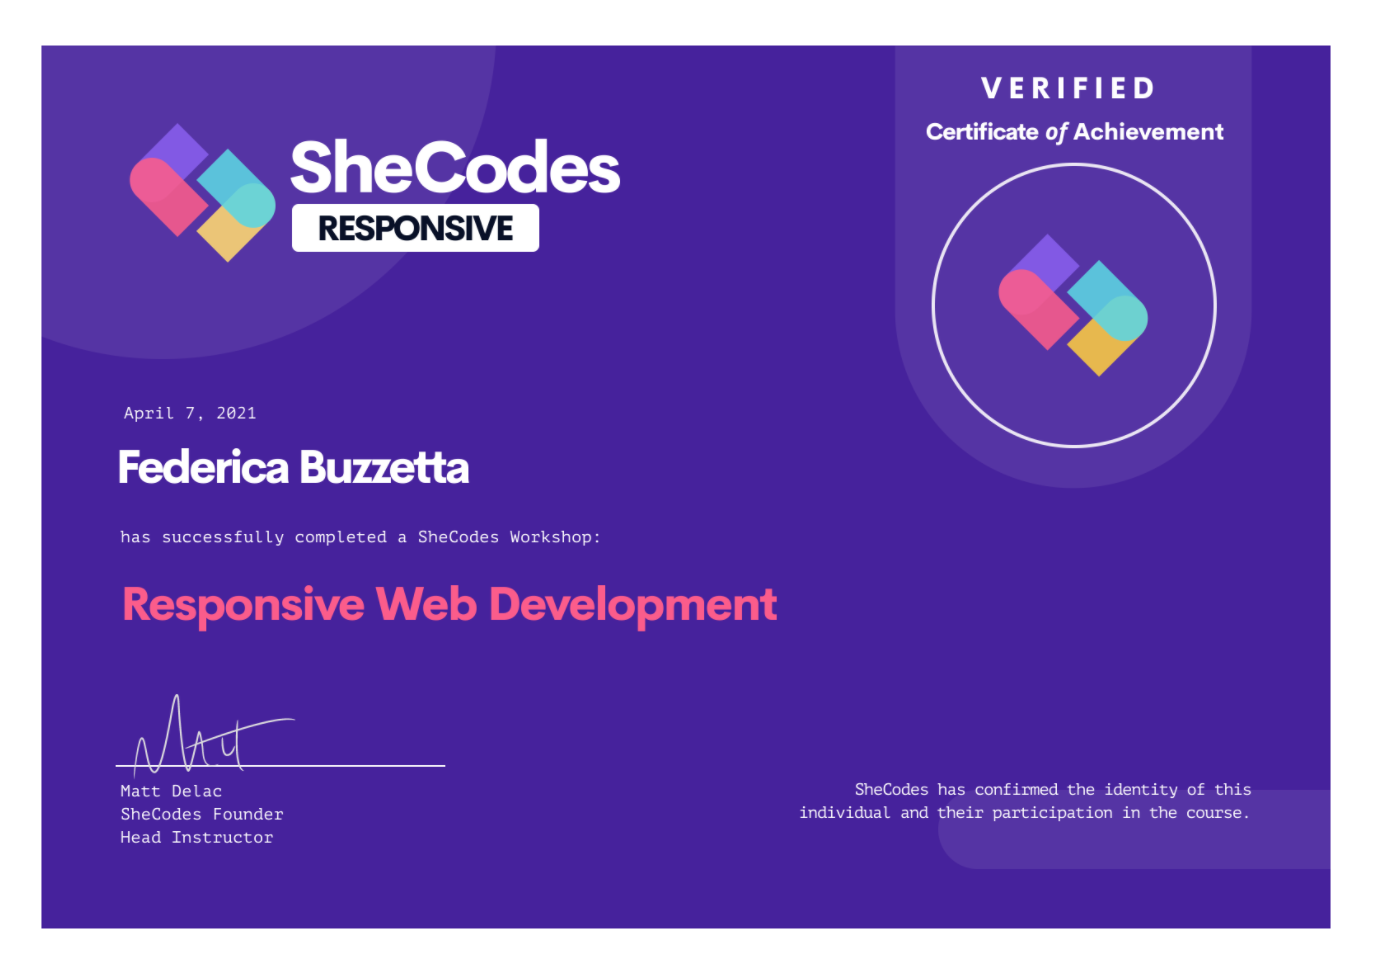 SheCodes
RESPONSIVE
VERIFIED
Certificate of Achievement
April 7, 2021
Federica Buzzetta
has successfully completed a SheCodes Workshop:
Responsive Web Development
Matt
Matt Delac
SheCodes Founder
Head Instructor
SheCodes has confirmed the identity of this
individual and their participation in the course.